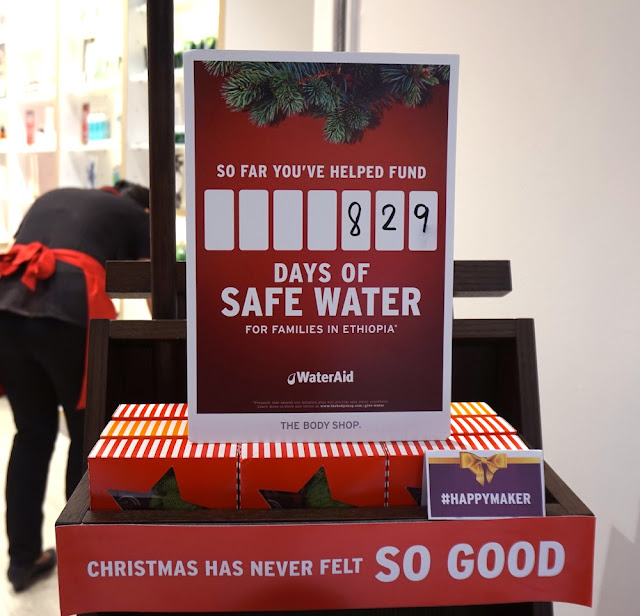 SO FAR YOU'VE HELPED FUND
829
DAYS OF
SAFE WATER
FOR FAMILIES IN ETHIOPIA*
WaterAid
THE BODY SHOP.
#HAPPYMAKER
CHRISTMAS HAS NEVER FELT SO GOOD